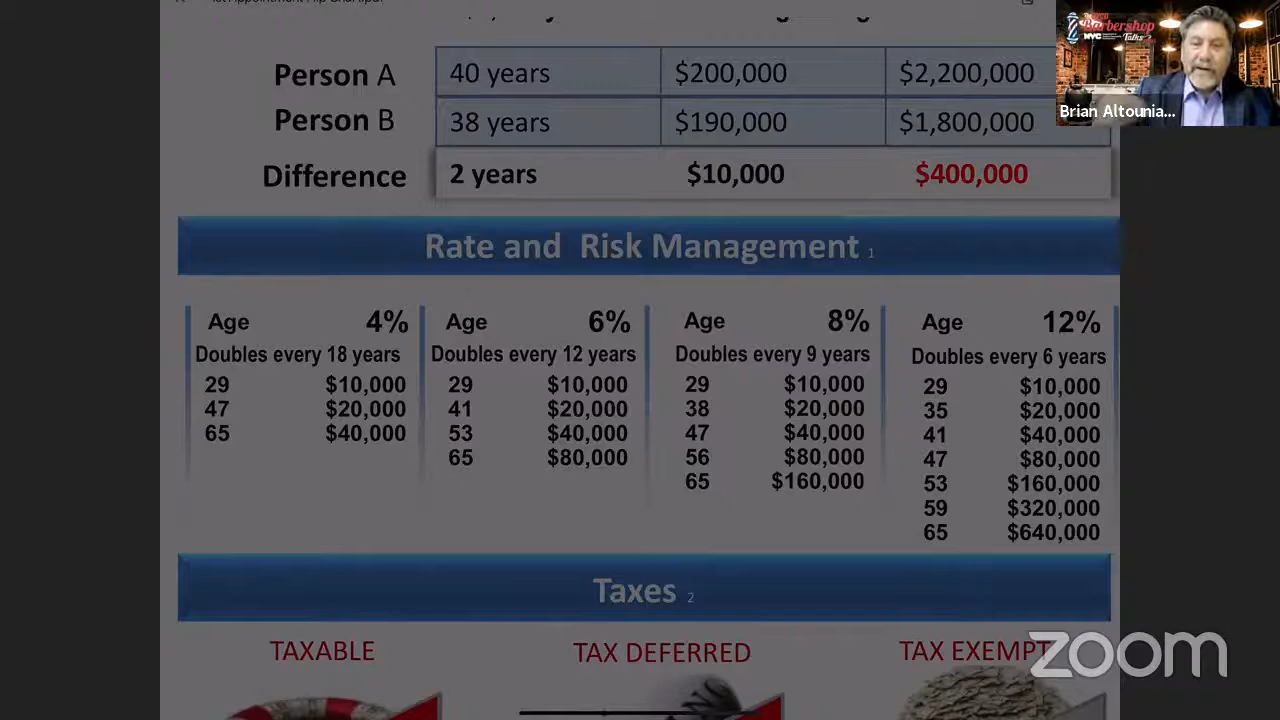 Barbershop
NYC
Talks
Brian Altounia...
Person A 40 years $200,000 $2,200,000
Person B 38 years $190,000 $1,800,000
Difference 2 years $10,000 $400,000
Rate and Risk Management 1
Age 4% Age 6% Age 8% Age 12%
Doubles every 18 years Doubles every 12 years Doubles every 9 years Doubles every 6 years
29 $10,000 29 $10,000 29 $10,000 29 $10,000
47 $20,000 41 $20,000 38 $20,000 35 $20,000
65 $40,000 53 $40,000 47 $40,000 41 $40,000
65 $80,000 56 $80,000 47 $80,000
65 $160,000 53 $160,000
59 $320,000
65 $640,000
Taxes 2
TAXABLE TAX DEFERRED TAX EXEMPT
zoom